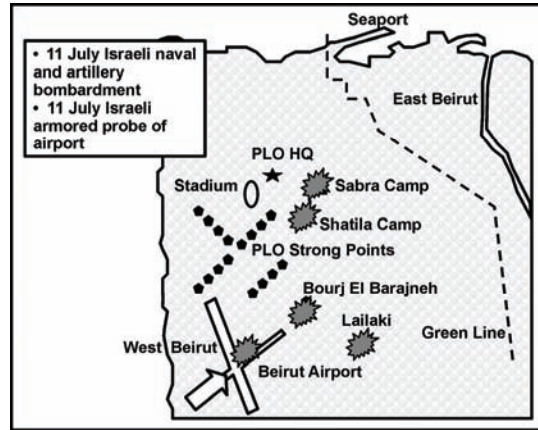 Seaport
• 11 July Israeli naval
and artillery
bombardment
• 11 July Israeli
armored probe of
airport
East Beirut
PLO HQ
Stadium
Sabra Camp
Shatila Camp
PLO Strong Points
Bourj El Barajneh
Lailaki
Green Line
West Beirut
Beirut Airport